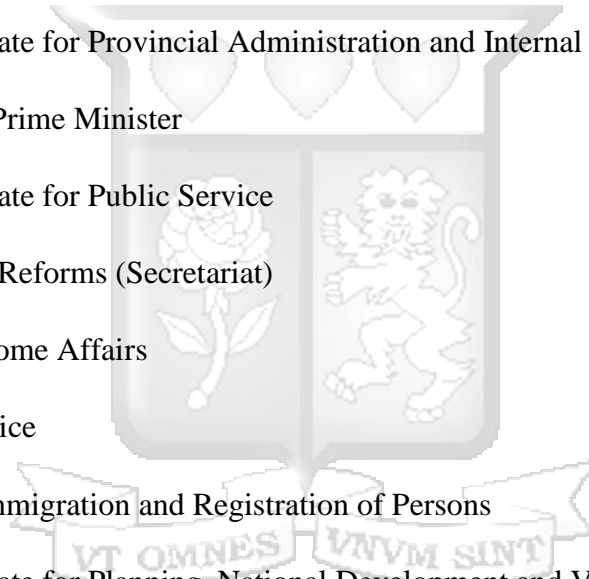 ate for Provincial Administration and Internal
Prime Minister
ate for Public Service
Reforms (Secretariat)
ome Affairs
ice
mmigration and Registration of Persons
VT OMNES VNVM SINT
ate for Planning, National Development and V